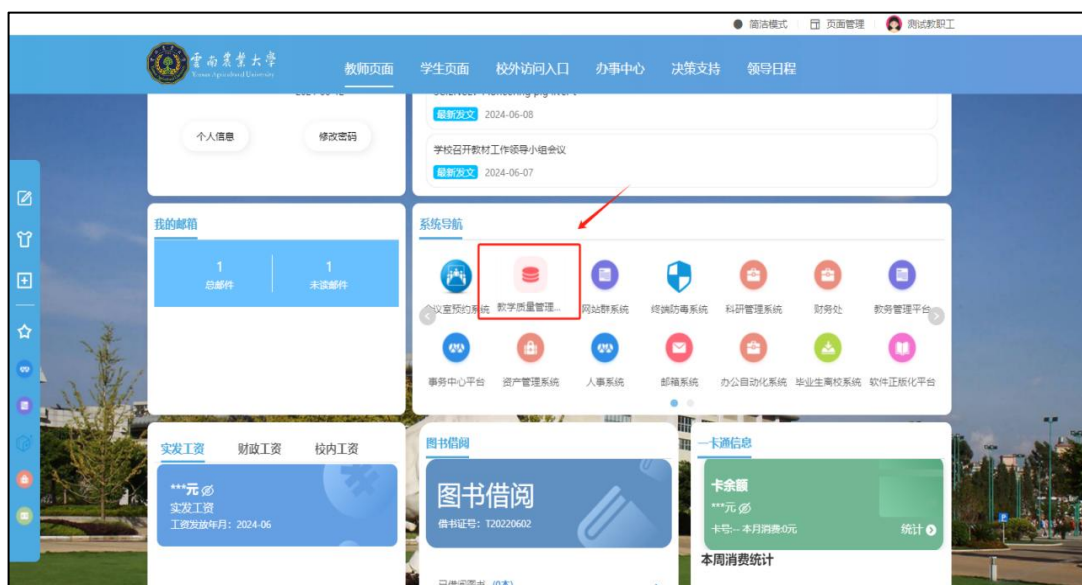 简洁模式 页面管理 测试教职工
雲南農業大學
Yunnan Agricultural University
教师页面 学生页面 校外访问入口 办事中心 决策支持 领导日程
最新发文 2024-06-08
个人信息 修改密码
学校召开教材工作领导小组会议
最新发文 2024-06-07
我的邮箱
1 1
总邮件 未读邮件
系统导航
议室预约系统 教学质量管理... 网站群系统 终端防毒系统 科研管理系统 财务处 教务管理平台
事务中心平台 资产管理系统 人事系统 邮箱系统 办公自动化系统 毕业生离校系统 软件正版化平台
实发工资 财政工资 校内工资
***元
实发工资
工资发放年月：2024-06
图书借阅
图书借阅
借书证号：T20220602
已借阅图书 (0本)
一卡通信息
卡余额
***元
卡号:-- 本月消费:0元 统计
本周消费统计